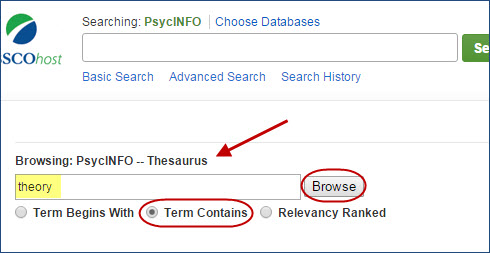 Searching: PsycINFO Choose Databases
SCOhost
Se
Basic Search Advanced Search Search History
Browsing: PsycINFO -- Thesaurus
theory Browse
Term Begins With Term Contains Relevancy Ranked